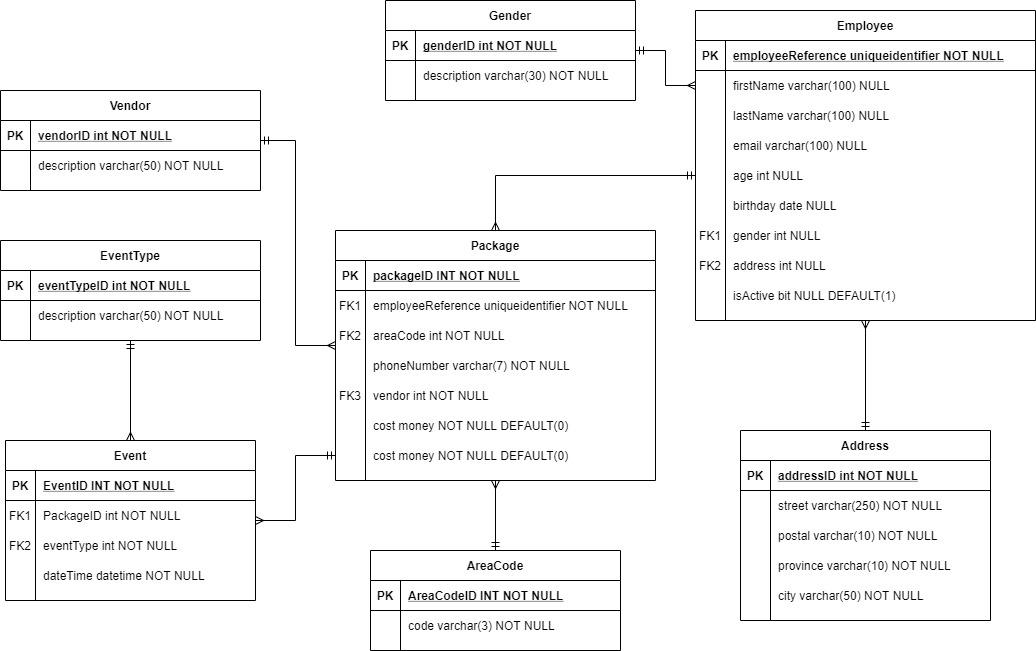 Gender
PK genderID int NOT NULL
description varchar(30) NOT NULL
Employee
PK employeeReference uniqueidentifier NOT NULL
firstName varchar(100) NULL
lastName varchar(100) NULL
email varchar(100) NULL
age int NULL
birthday date NULL
FK1 gender int NULL
FK2 address int NULL
isActive bit NULL DEFAULT(1)
Vendor
PK vendorID int NOT NULL
description varchar(50) NOT NULL
EventType
PK eventTypeID int NOT NULL
description varchar(50) NOT NULL
Package
PK packageID INT NOT NULL
FK1 employeeReference uniqueidentifier NOT NULL
FK2 areaCode int NOT NULL
phoneNumber varchar(7) NOT NULL
FK3 vendor int NOT NULL
cost money NOT NULL DEFAULT(0)
cost money NOT NULL DEFAULT(0)
Event
PK EventID INT NOT NULL
FK1 PackageID int NOT NULL
FK2 eventType int NOT NULL
dateTime datetime NOT NULL
AreaCode
PK AreaCodeID INT NOT NULL
code varchar(3) NOT NULL
Address
PK addressID int NOT NULL
street varchar(250) NOT NULL
postal varchar(10) NOT NULL
province varchar(10) NOT NULL
city varchar(50) NOT NULL